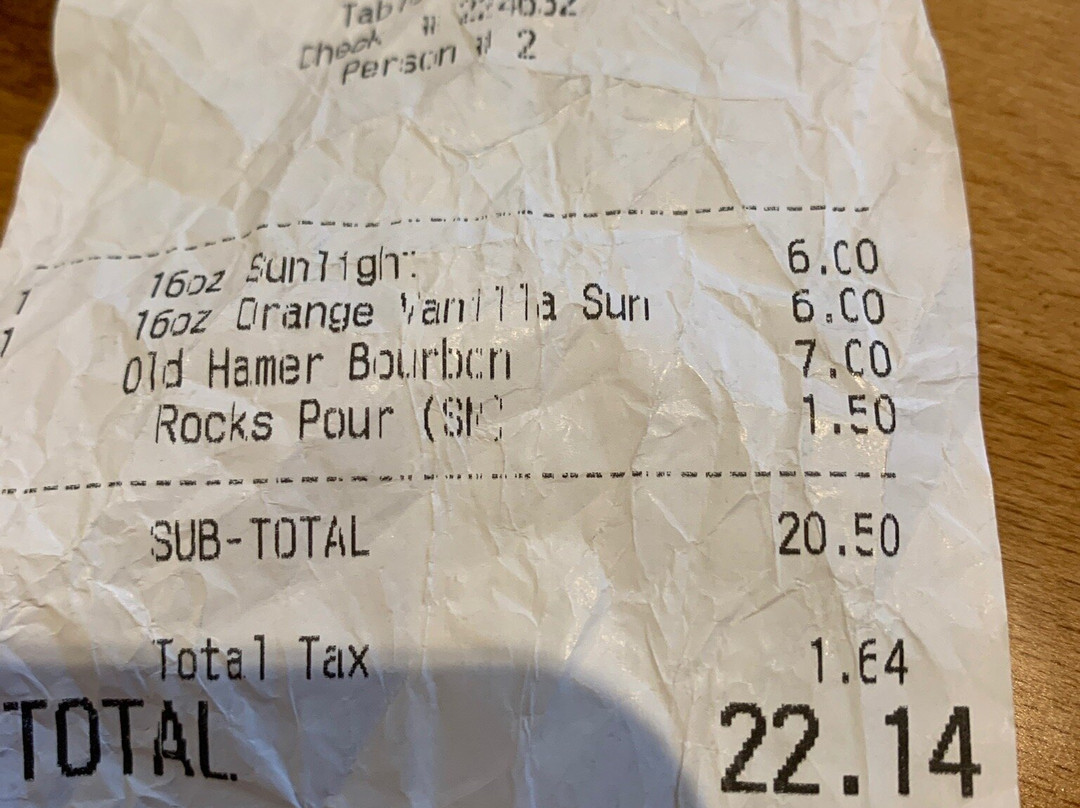 Check #
Person # 2
1 16oz Sunlight 6.00
1 16oz Orange Vanilla Sun 6.00
Old Hamer Bourbon 7.00
Rocks Pour 1.50
SUB-TOTAL 20.50
Total Tax 1.64
TOTAL 22.14